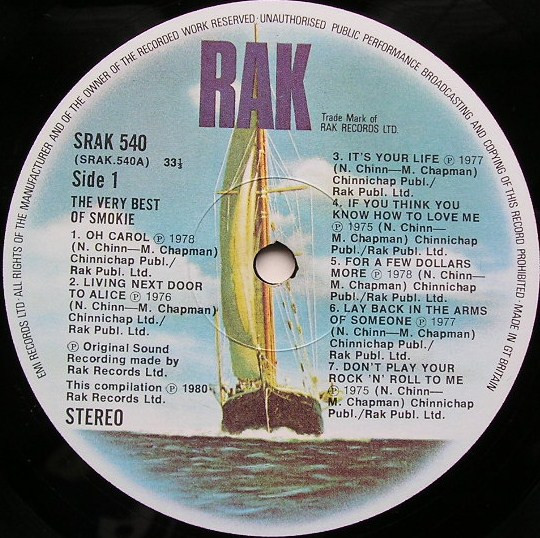 EMI RECORDS LTD·ALL RIGHTS OF THE MANUFACTURER AND OF THE OWNER OF THE RECORDED WORK RESERVED·UNAUTHORISED PUBLIC PERFORMANCE BROADCASTING AND COPYING OF THIS RECORD PROHIBITED·MADE IN GT BRITAIN
RAK
Trade Mark of
RAK RECORDS LTD.
SRAK 540
(SRAK.540A) 33⅓
Side 1
THE VERY BEST
OF SMOKIE
1. OH CAROL ℗ 1978
(N. Chinn—M. Chapman)
Chinnichap Publ./
Rak Publ. Ltd.
2. LIVING NEXT DOOR
TO ALICE ℗ 1976
(N. Chinn—M. Chapman)
Chinnichap Ltd./
Rak Publ. Ltd.
℗ Original Sound
Recording made by
Rak Records Ltd.
This compilation ℗ 1980
Rak Records Ltd.
STEREO
3. IT'S YOUR LIFE ℗ 1977
(N. Chinn—M. Chapman)
Chinnichap Publ./
Rak Publ. Ltd.
4. IF YOU THINK YOU
KNOW HOW TO LOVE ME
℗ 1975 (N. Chinn—M.
Chapman) Chinnichap
Publ./Rak Publ. Ltd.
5. FOR A FEW DOLLARS
MORE ℗ 1978 (N. Chinn—
M. Chapman) Chinnichap
Publ./Rak Publ. Ltd.
6. LAY BACK IN THE ARMS
OF SOMEONE ℗ 1977
(N. Chinn—M. Chapman)
Chinnichap Publ./
Rak Publ. Ltd.
7. DON'T PLAY YOUR
ROCK 'N' ROLL TO ME
℗ 1975 (N. Chinn—
M. Chapman) Chinnichap
Publ./Rak Publ. Ltd.